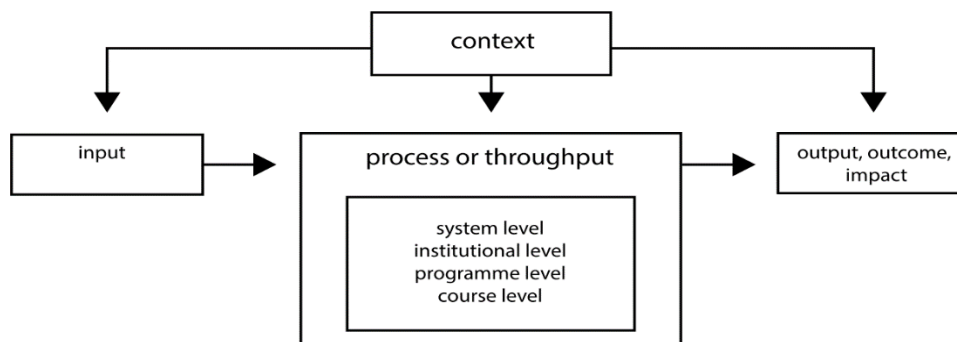 context
input
process or throughput
system level
institutional level
programme level
course level
output, outcome,
impact